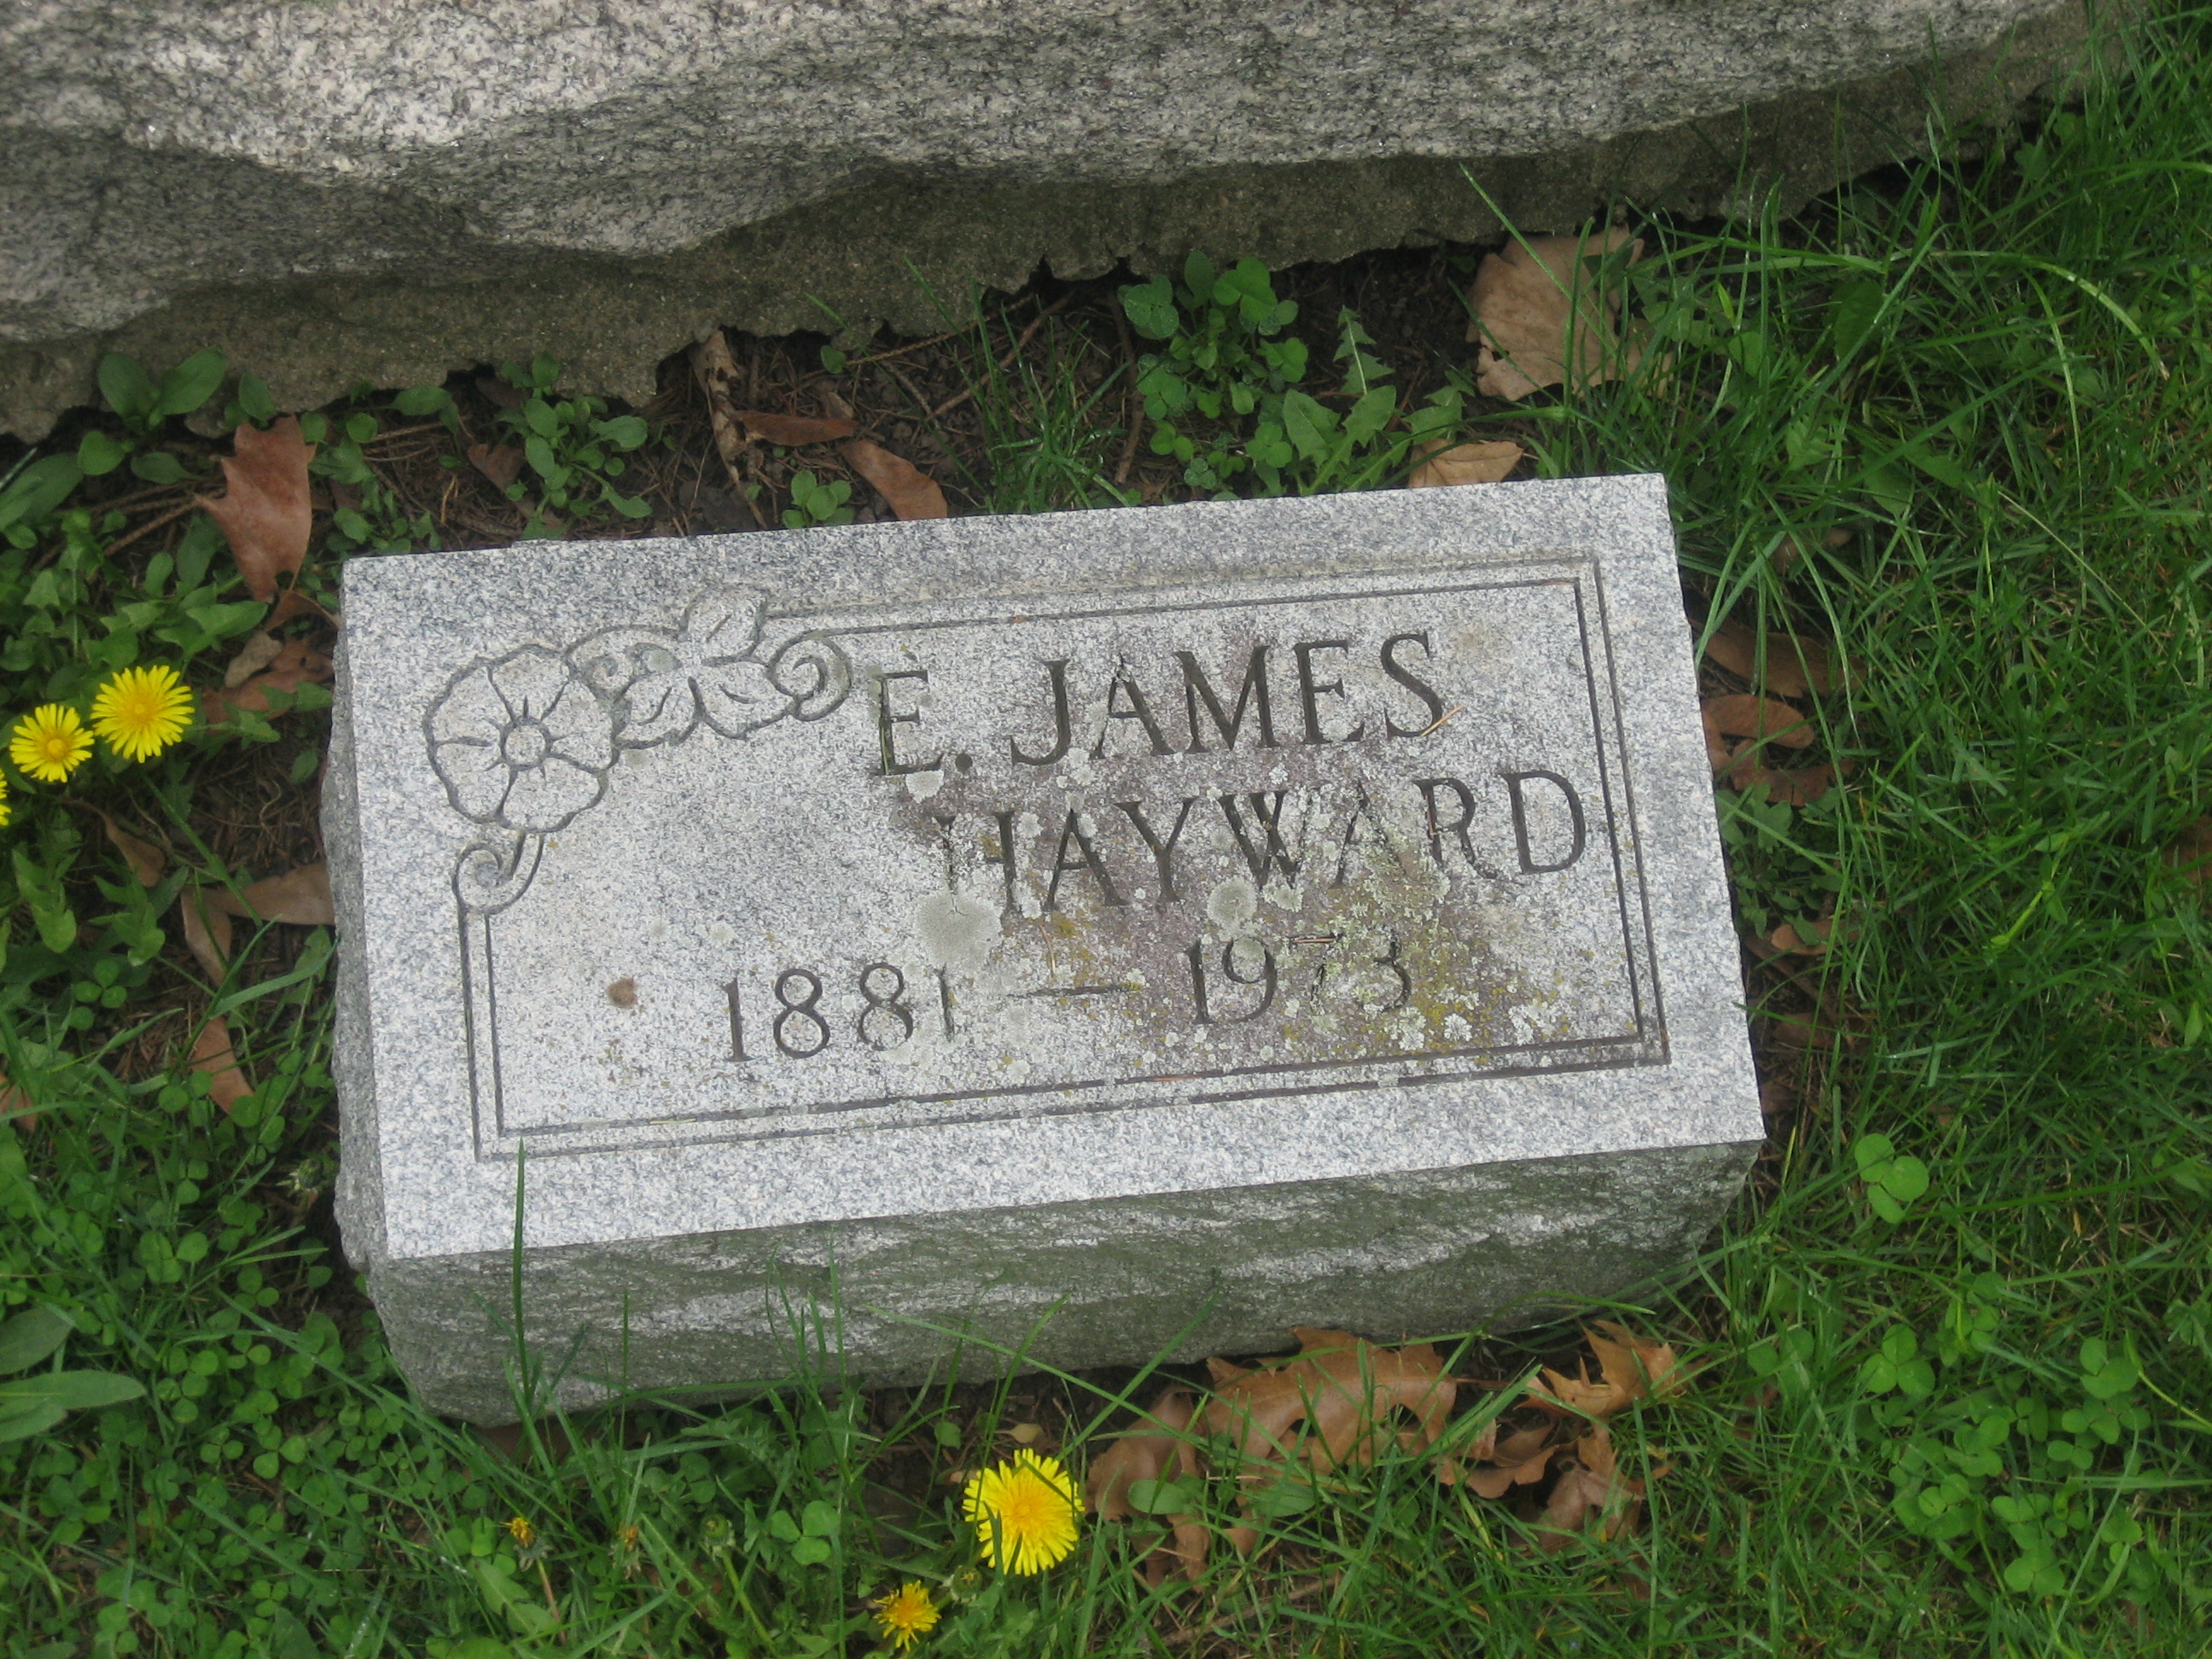 E. JAMES
HAYWARD
1881 — 1973